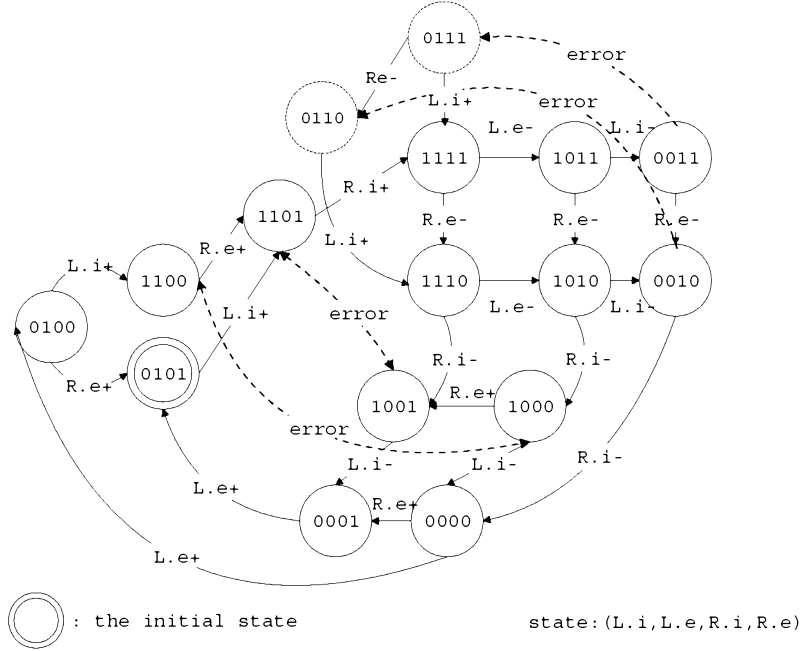 0111
error
Re-
L.i+
error
0110
L.e-
L.i-
1111
1011
0011
R.i+
1101
R.e-
R.e-
R.e-
L.i+
R.e+
L.i+
1100
1110
1010
0010
L.e-
L.i-
L.i+
error
0100
0101
R.e+
R.i-
R.i-
R.e+
1001
1000
error
L.i-
L.i-
R.i-
L.e+
R.e+
0001
0000
L.e+
: the initial state
state:(L.i,L.e,R.i,R.e)